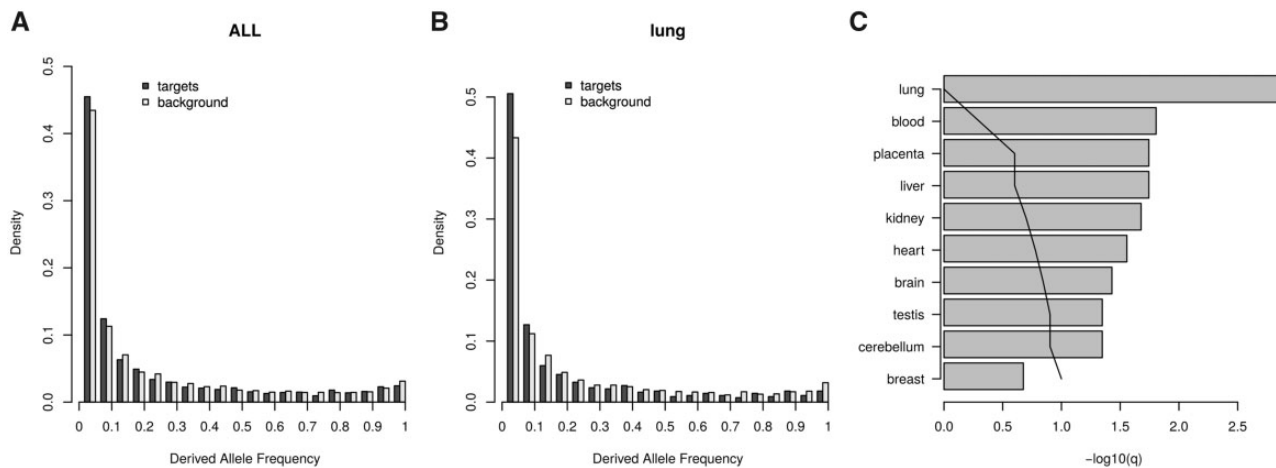 A
ALL
0.5
0.4
0.3
0.2
0.1
0.0
Density
targets
background
0 0.1 0.2 0.3 0.4 0.5 0.6 0.7 0.8 0.9 1
Derived Allele Frequency
B
lung
0.5
0.4
0.3
0.2
0.1
0.0
Density
targets
background
0 0.1 0.2 0.3 0.4 0.5 0.6 0.7 0.8 0.9 1
Derived Allele Frequency
C
lung
blood
placenta
liver
kidney
heart
brain
testis
cerebellum
breast
0.0 0.5 1.0 1.5 2.0 2.5
−log10(q)